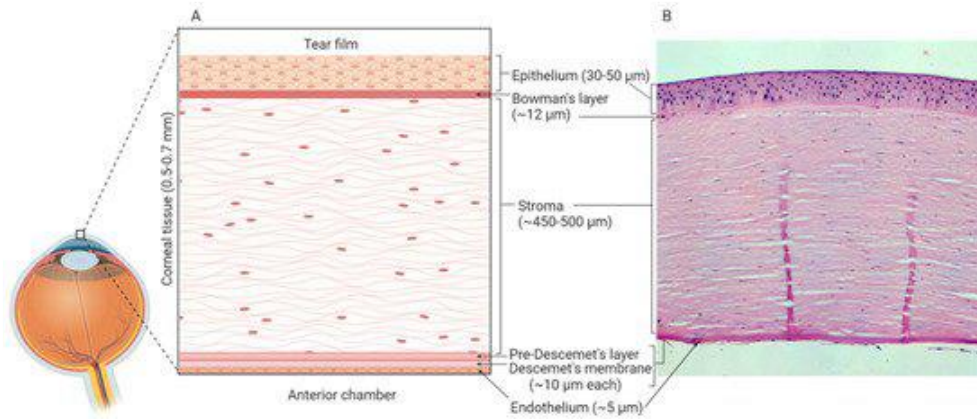 A
B
Tear film
Corneal tissue (0.5-0.7 mm)
Epithelium (30-50 μm)
Bowman's layer
(~12 μm)
Stroma
(~450-500 μm)
Pre-Descemet's layer
Descemet's membrane
(~10 μm each)
Endothelium (~5 μm)
Anterior chamber